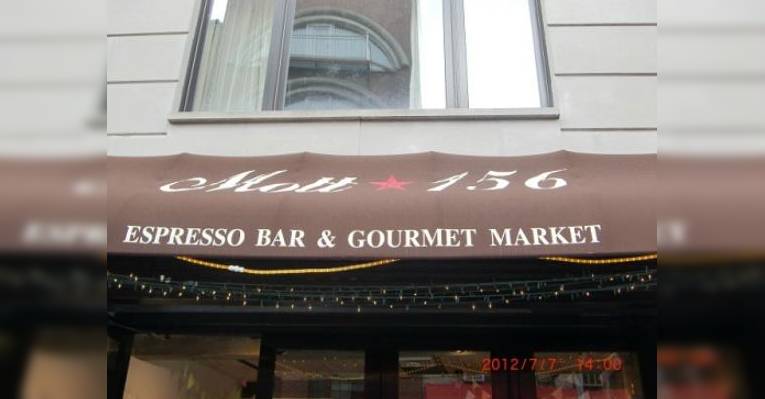 Mott ★ 156
ESPRESSO BAR & GOURMET MARKET
2012/7/7 14:00